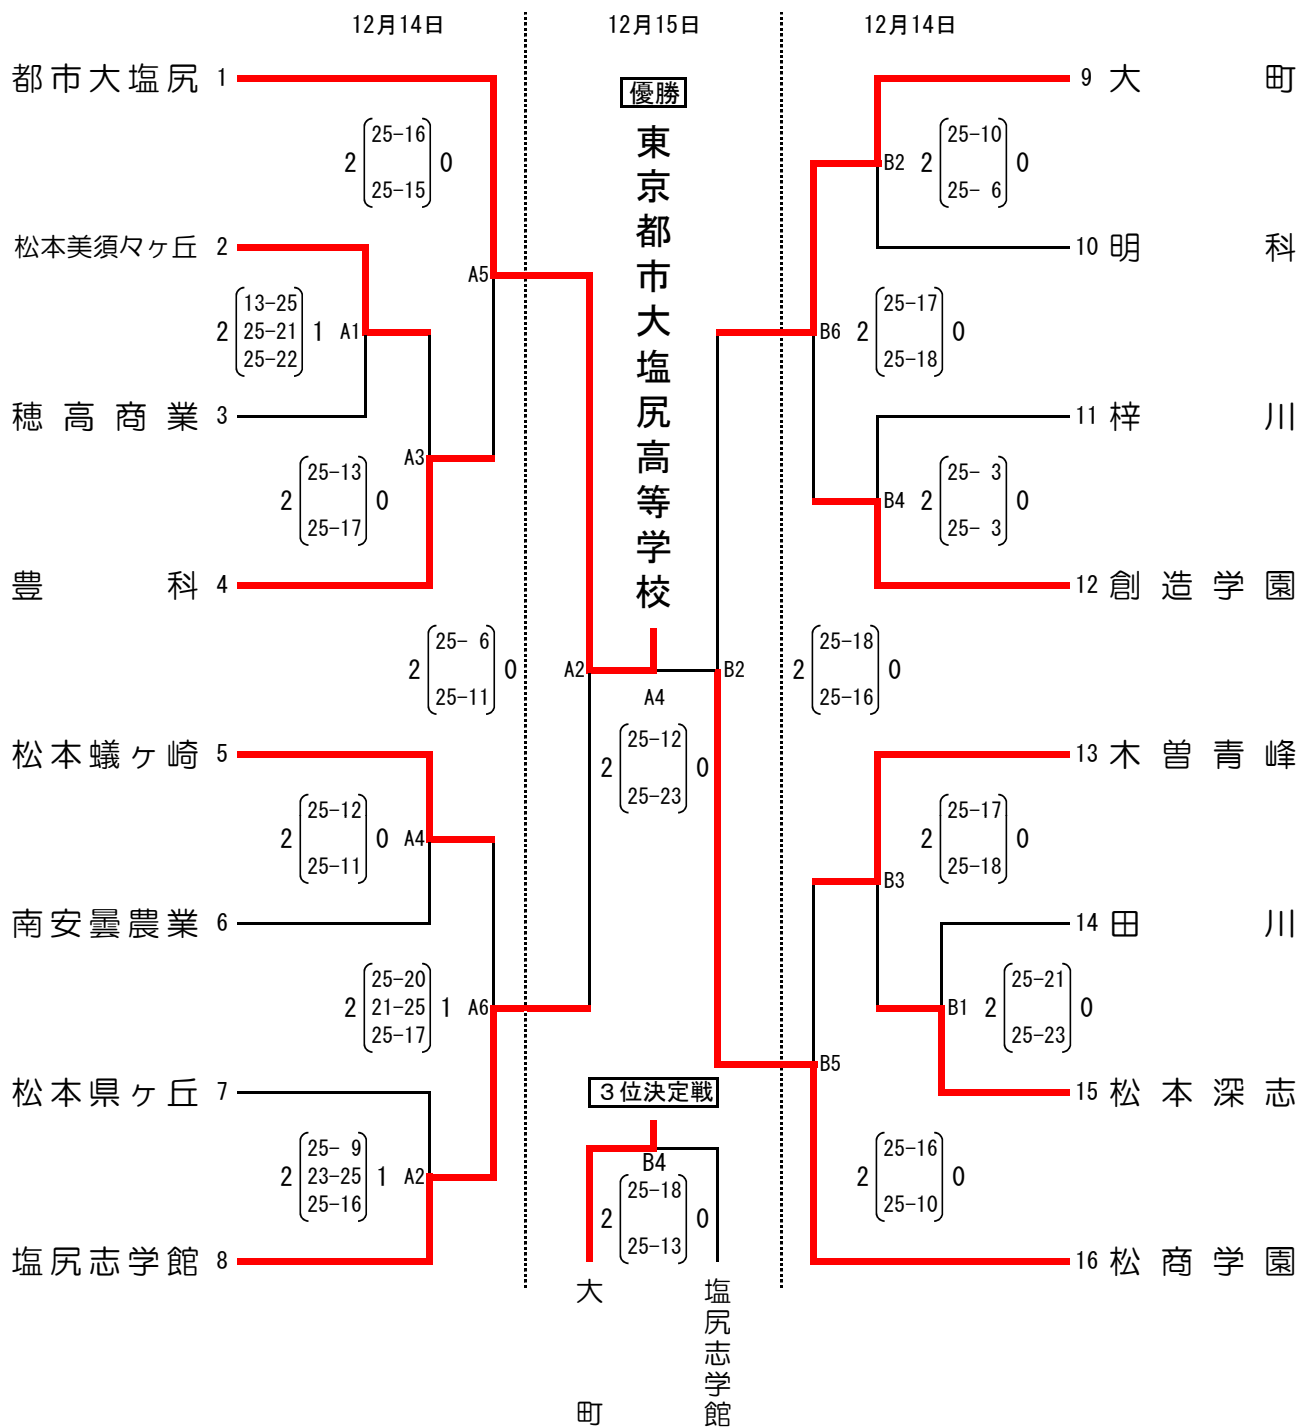 12月14日
12月15日
12月14日
都市大塩尻 1
優勝
9 大町
東京都市大塩尻高等学校
2 25-16 25-15 0
B2 2 25-10 25- 6 0
松本美須々ヶ丘 2
10 明科
A5
2 13-25 25-21 25-22 1 A1
B6 2 25-17 25-18 0
穂高商業 3
11 梓川
2 25-13 25-17 0 A3
B4 2 25- 3 25- 3 0
豊科 4
12 創造学園
2 25- 6 25-11 0 A2
B2 2 25-18 25-16 0
A4
2 25-12 25-23 0
松本蟻ヶ崎 5
13 木曽青峰
2 25-12 25-11 0 A4
2 25-17 25-18 0
B3
南安曇農業 6
14 田川
2 25-20 21-25 25-17 1 A6
B1 2 25-21 25-23 0
B5
松本県ヶ丘 7
３位決定戦
15 松本深志
2 25- 9 23-25 25-16 1 A2
B4
2 25-18 25-13 0
2 25-16 25-10 0
塩尻志学館 8
16 松商学園
大町
塩尻志学館